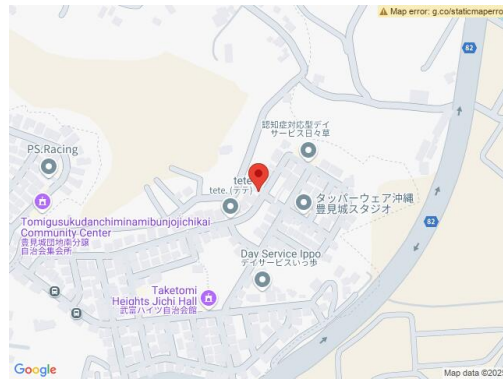 Map error: g.co/staticmaperro
82
認知症対応型デイ
サービス日々草
PS.Racing
tete.
tete. (テテ)
タッパーウェア沖縄
豊見城スタジオ
82
Tomigusukudanchiminamibunjojichikai
Community Center
豊見城団地南分譲
自治会集会所
Day Service Ippo
デイサービスいっ歩
Taketomi
Heights Jichi Hall
武富ハイツ自治会館
Google
Map data ©2025